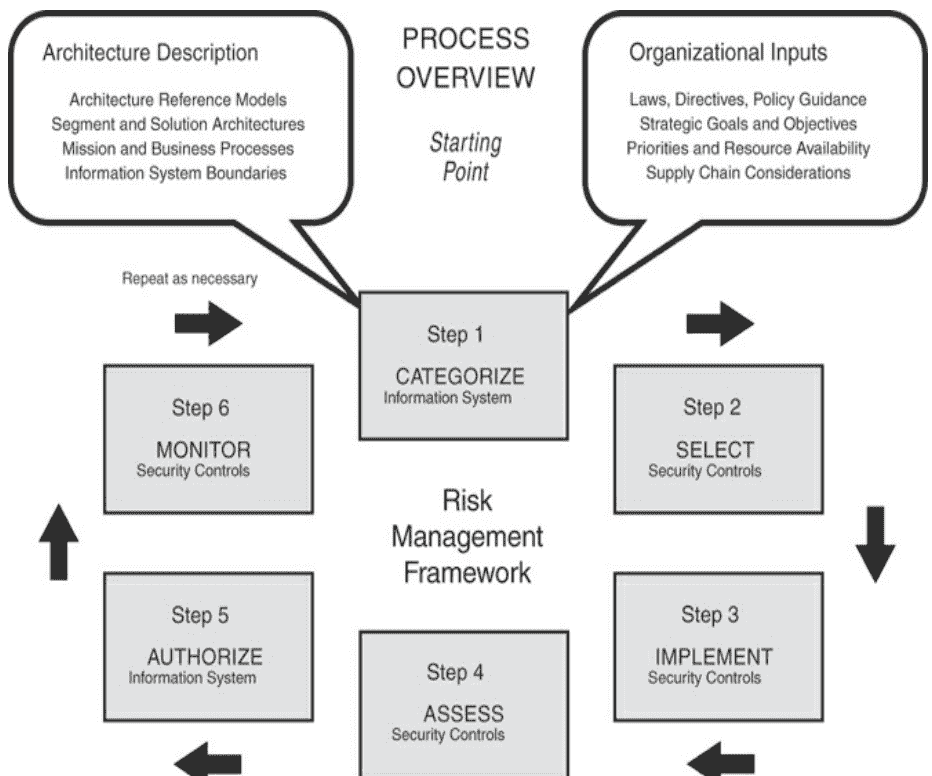 Architecture Description
Architecture Reference Models
Segment and Solution Architectures
Mission and Business Processes
Information System Boundaries
PROCESS
OVERVIEW
Starting
Point
Organizational Inputs
Laws, Directives, Policy Guidance
Strategic Goals and Objectives
Priorities and Resource Availability
Supply Chain Considerations
Repeat as necessary
Step 1
CATEGORIZE
Information System
Step 2
SELECT
Security Controls
Step 3
IMPLEMENT
Security Controls
Step 4
ASSESS
Security Controls
Step 5
AUTHORIZE
Information System
Step 6
MONITOR
Security Controls
Risk
Management
Framework